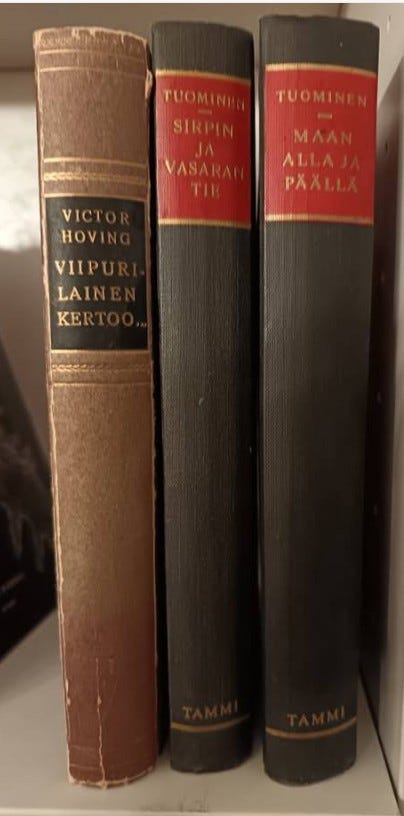 VICTOR
HOVING
VIIPURI-
LAINEN
KERTOO...
TUOMINEN
SIRPIN
JA
VASARAN
TIE
TAMMI
TUOMINEN
MAAN
ALLA JA
PÄÄLLÄ
TAMMI